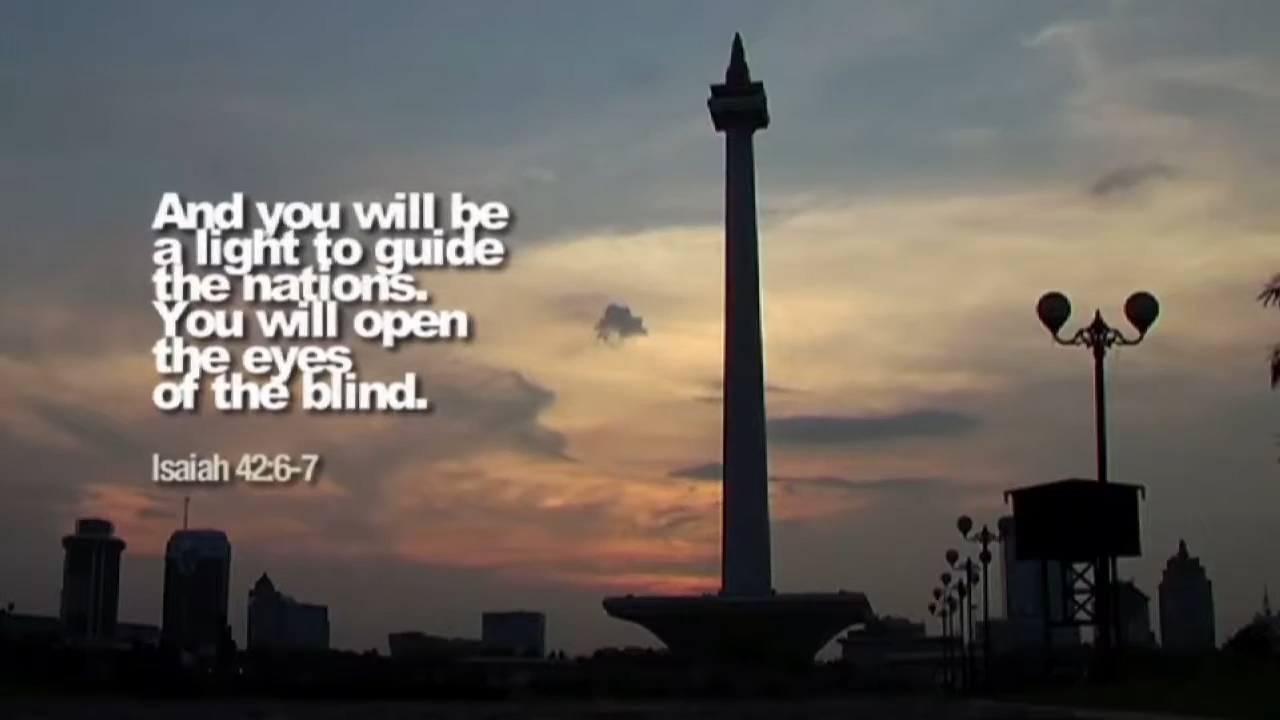 And you will be
a light to guide
the nations.
You will open
the eyes
of the blind.
Isaiah 42:6-7